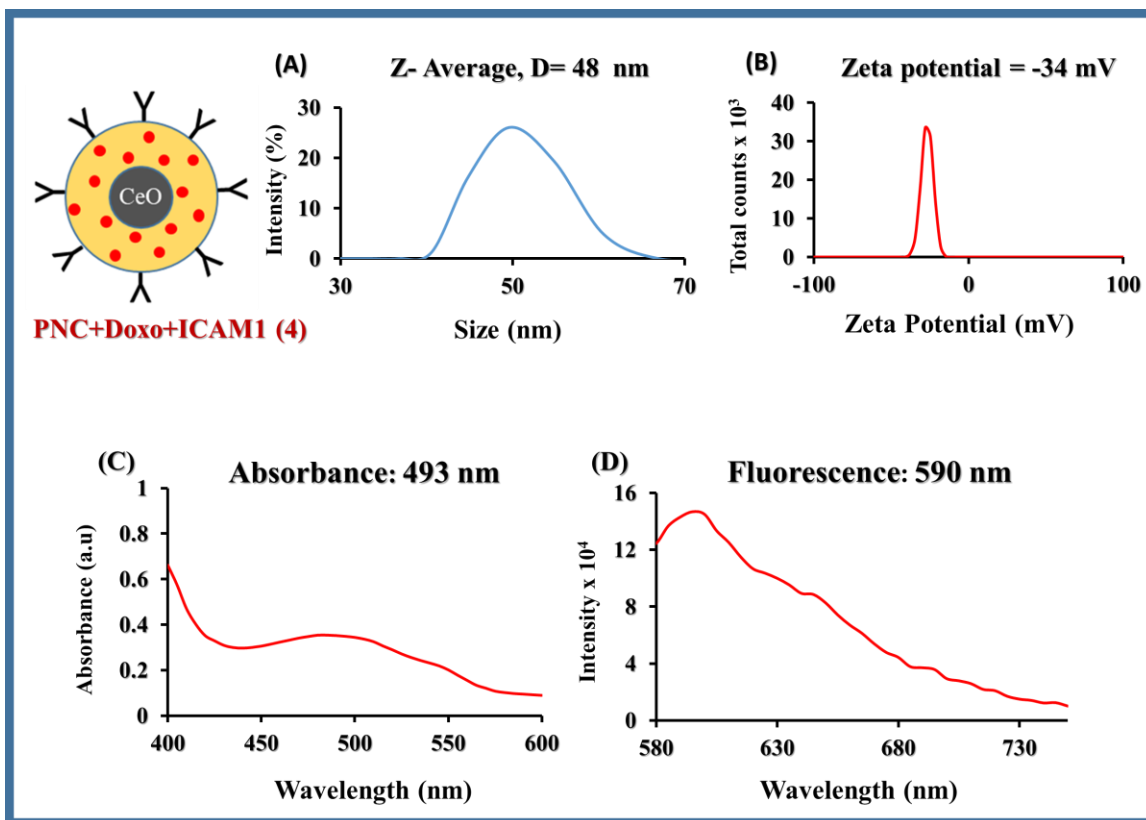 (A)
Z- Average, D= 48 nm
Intensity (%)
30
20
10
0
30
50
70
Size (nm)
(B)
Zeta potential = -34 mV
Total counts x 10³
40
30
20
10
0
-100
0
100
Zeta Potential (mV)
CeO
PNC+Doxo+ICAM1 (4)
(C)
Absorbance: 493 nm
Absorbance (a.u)
1
0.8
0.6
0.4
0.2
0
400
450
500
550
600
Wavelength (nm)
(D)
Fluorescence: 590 nm
Intensity x 10⁴
16
12
8
4
0
580
630
680
730
Wavelength (nm)